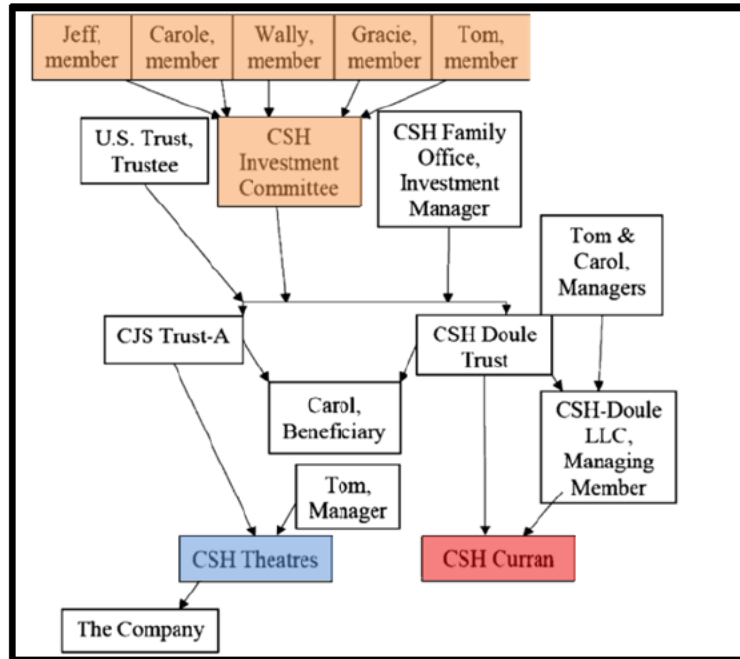 Jeff,
member
Carole,
member
Wally,
member
Gracie,
member
Tom,
member
U.S. Trust,
Trustee
CSH
Investment
Committee
CSH Family
Office,
Investment
Manager
Tom &
Carol,
Managers
CJS Trust-A
CSH Doule
Trust
Carol,
Beneficiary
CSH-Doule
LLC,
Managing
Member
Tom,
Manager
CSH Theatres
CSH Curran
The Company